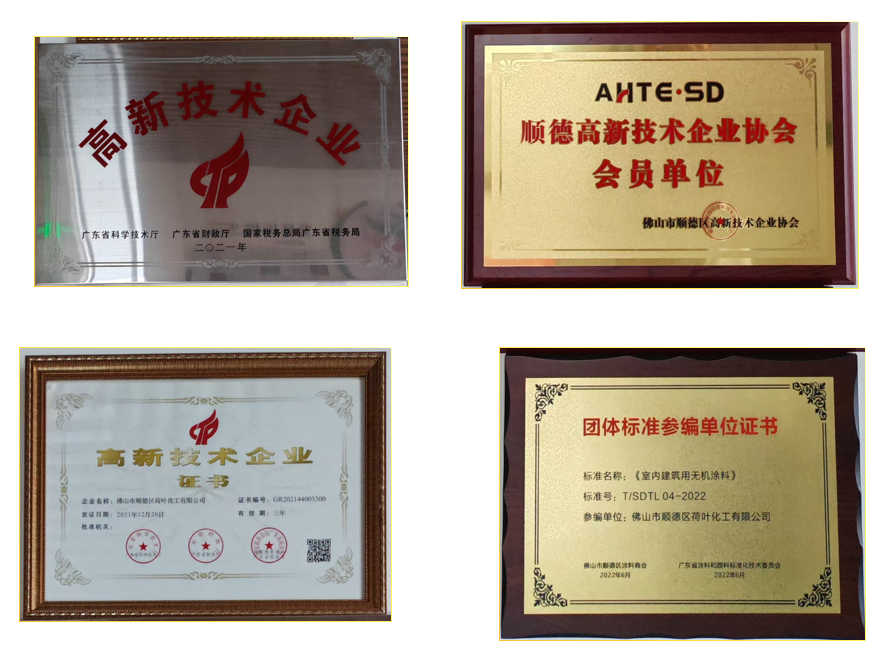 高新技术企业
广东省科学技术厅 广东省财政厅 国家税务总局广东省税务局
二〇二一年
AHTE·SD
顺德高新技术企业协会
会员单位
佛山市顺德区高新技术企业协会
高新技术企业
证书
企业名称：佛山市顺德区荷叶化工有限公司 证书编号：GR202144003300
发证日期：2021年12月20日 有效期：三年
批准机关：
团体标准参编单位证书
标准名称：《室内建筑用无机涂料》
标准号：T/SDTL 04-2022
参编单位：佛山市顺德区荷叶化工有限公司
佛山市顺德区涂料商会 广东省涂料和颜料标准化技术委员会
2022年6月 2022年6月